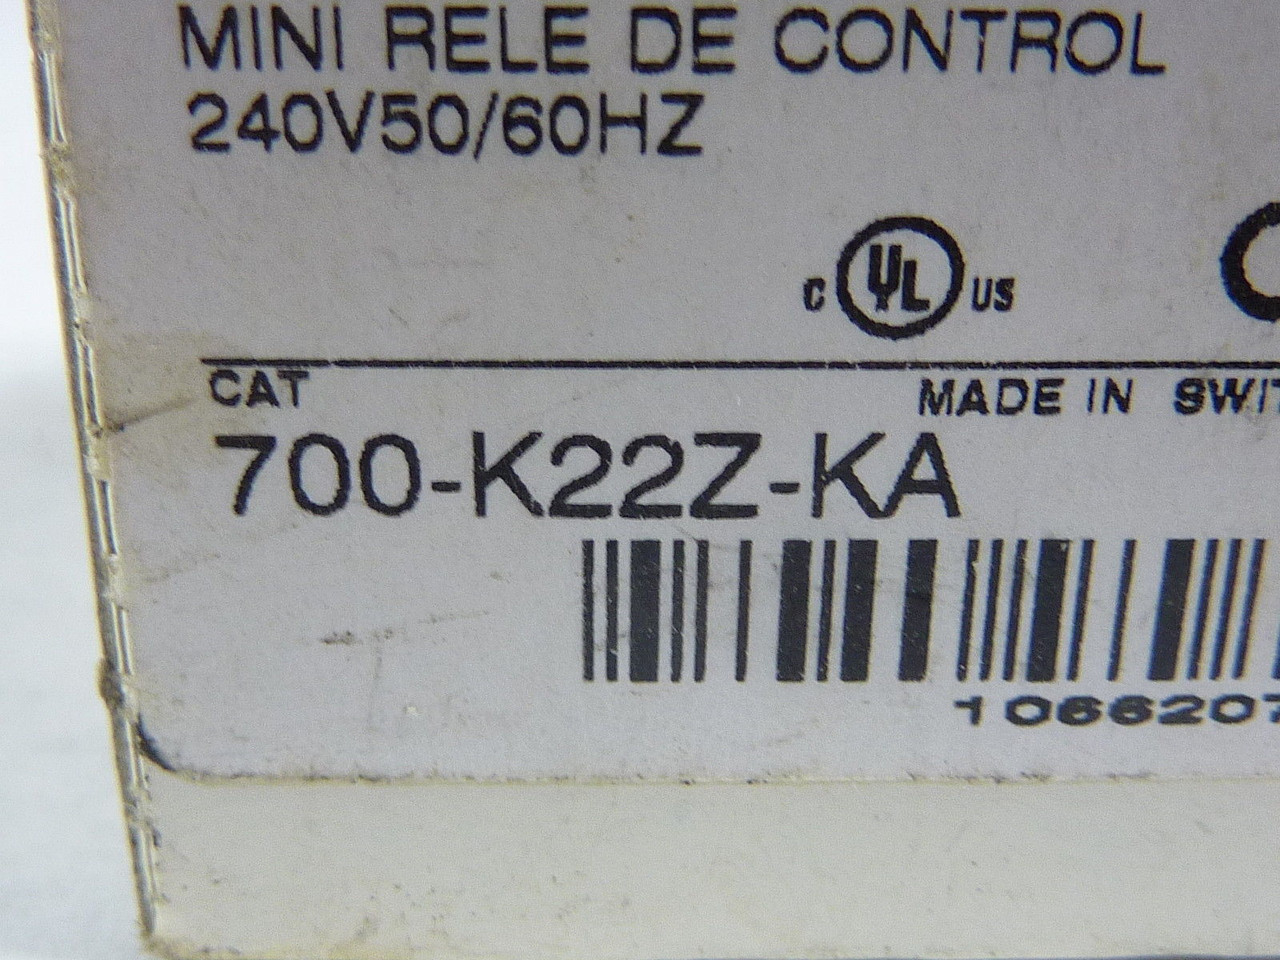 MINI RELE DE CONTROL
240V50/60HZ
C UL US
CAT
MADE IN
700-K22Z-KA